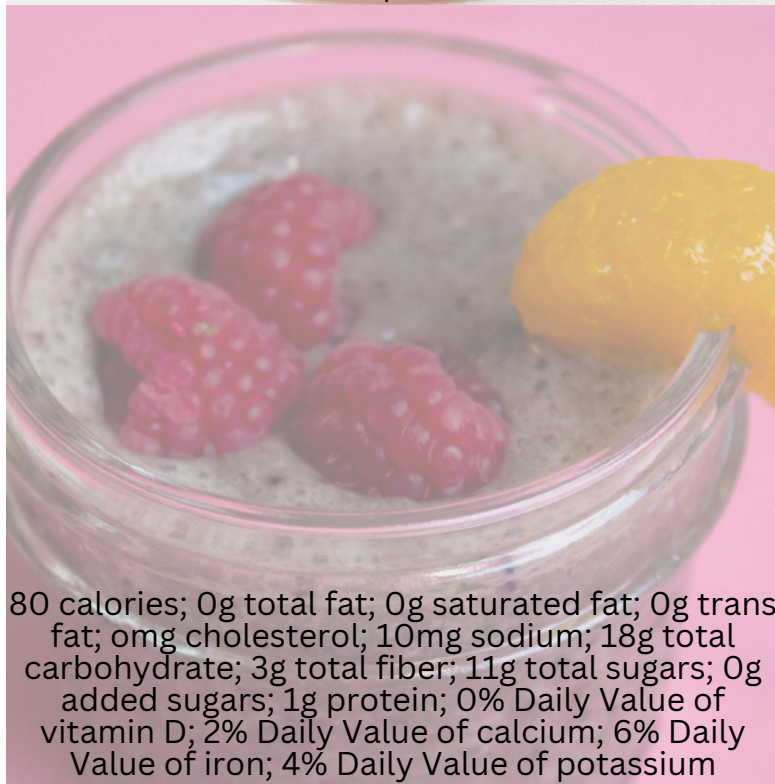 80 calories; 0g total fat; 0g saturated fat; 0g trans
fat; omg cholesterol; 10mg sodium; 18g total
carbohydrate; 3g total fiber; 11g total sugars; 0g
added sugars; 1g protein; 0% Daily Value of
vitamin D; 2% Daily Value of calcium; 6% Daily
Value of iron; 4% Daily Value of potassium